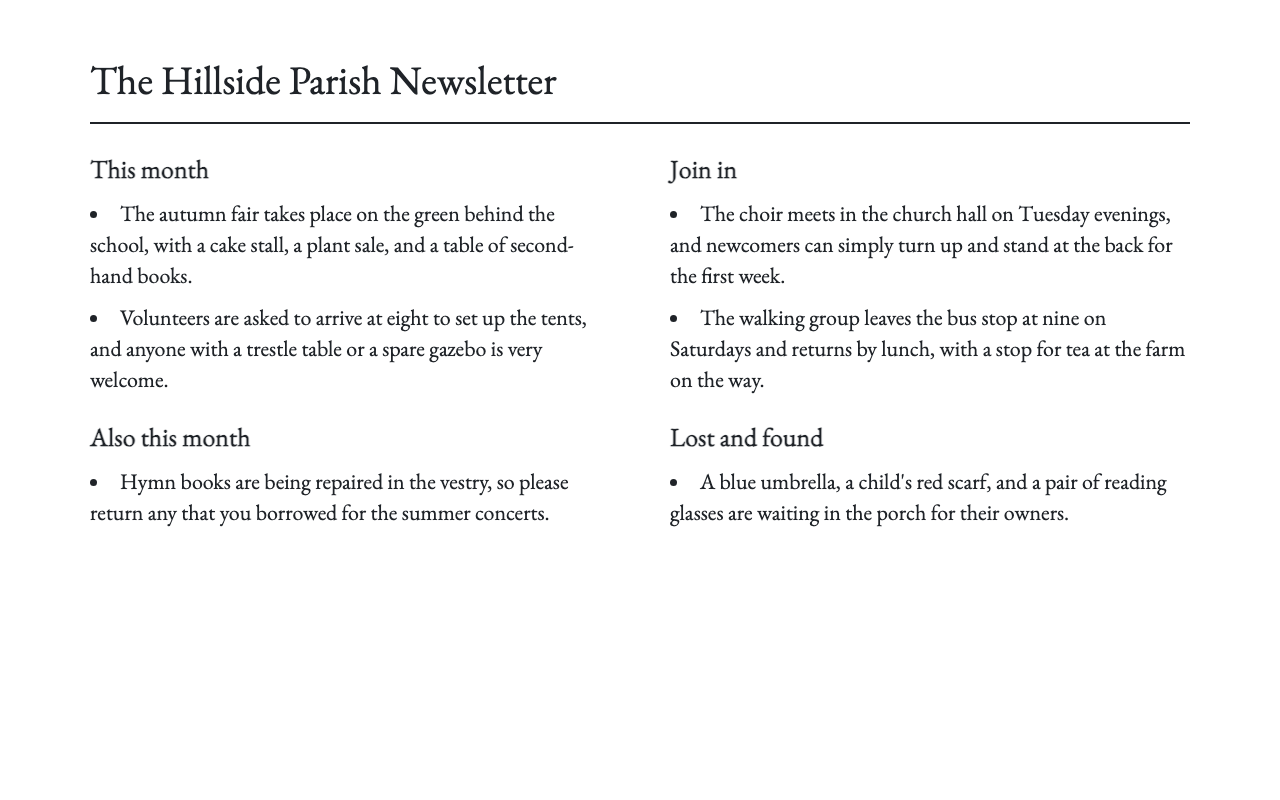 The Hillside Parish Newsletter
This month
• The autumn fair takes place on the green behind the
school, with a cake stall, a plant sale, and a table of second-
hand books.
• Volunteers are asked to arrive at eight to set up the tents,
and anyone with a trestle table or a spare gazebo is very
welcome.
Also this month
• Hymn books are being repaired in the vestry, so please
return any that you borrowed for the summer concerts.
Join in
• The choir meets in the church hall on Tuesday evenings,
and newcomers can simply turn up and stand at the back for
the first week.
• The walking group leaves the bus stop at nine on
Saturdays and returns by lunch, with a stop for tea at the farm
on the way.
Lost and found
• A blue umbrella, a child's red scarf, and a pair of reading
glasses are waiting in the porch for their owners.